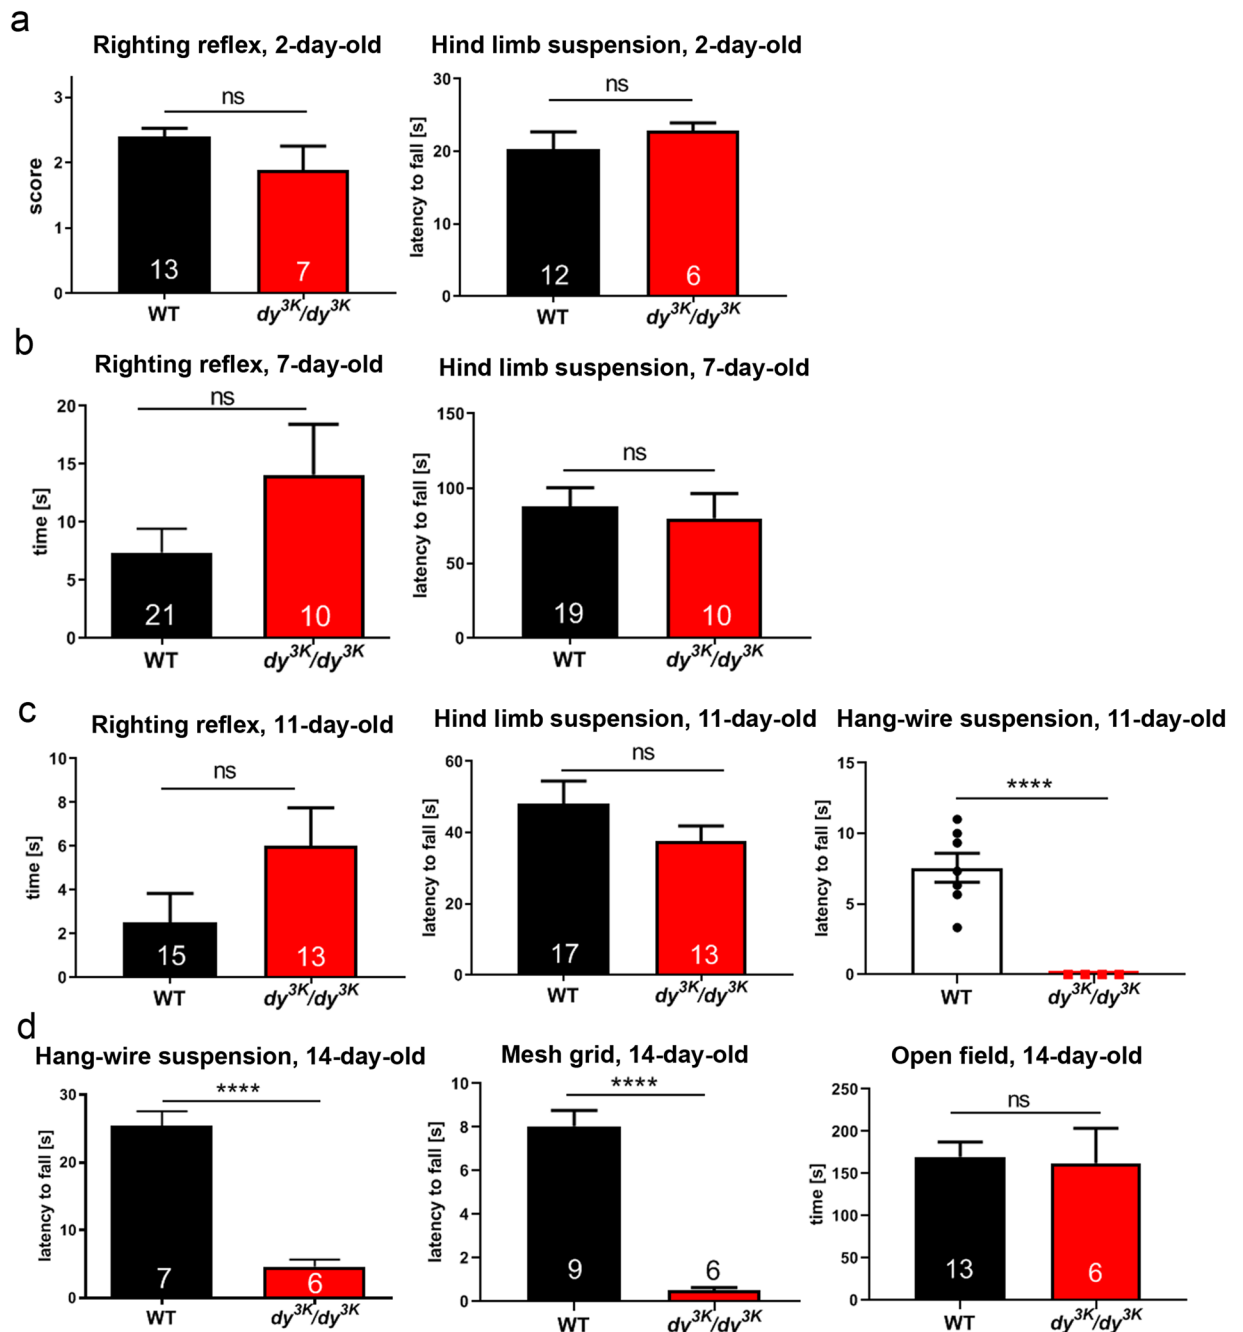 a
Righting reflex, 2-day-old
ns
score
3
2
1
0
13
7
WT
dy3K/dy3K
Hind limb suspension, 2-day-old
ns
latency to fall [s]
30
20
10
0
12
6
WT
dy3K/dy3K
b
Righting reflex, 7-day-old
ns
time [s]
20
15
10
5
0
21
10
WT
dy3K/dy3K
Hind limb suspension, 7-day-old
ns
latency to fall [s]
150
100
50
0
19
10
WT
dy3K/dy3K
c
Righting reflex, 11-day-old
ns
time [s]
10
8
6
4
2
0
15
13
WT
dy3K/dy3K
Hind limb suspension, 11-day-old
ns
latency to fall [s]
60
40
20
0
17
13
WT
dy3K/dy3K
Hang-wire suspension, 11-day-old
****
latency to fall [s]
15
10
5
0
WT
dy3K/dy3K
d
Hang-wire suspension, 14-day-old
****
latency to fall [s]
30
20
10
0
7
6
WT
dy3K/dy3K
Mesh grid, 14-day-old
****
latency to fall [s]
10
8
6
4
2
0
9
6
WT
dy3K/dy3K
Open field, 14-day-old
ns
time [s]
250
200
150
100
50
0
13
6
WT
dy3K/dy3K